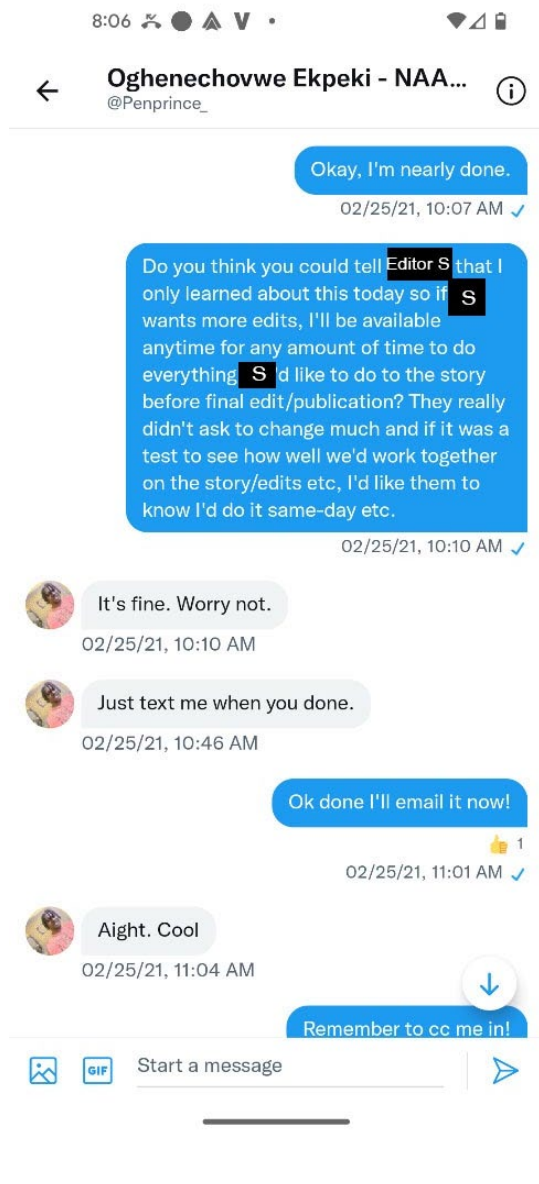 8:06
Oghenechovwe Ekpeki - NAA...
@Penprince_
Okay, I'm nearly done.
02/25/21, 10:07 AM
Do you think you could tell Editor S that I
only learned about this today so if S
wants more edits, I'll be available
anytime for any amount of time to do
everything S 'd like to do to the story
before final edit/publication? They really
didn't ask to change much and if it was a
test to see how well we'd work together
on the story/edits etc, I'd like them to
know I'd do it same-day etc.
02/25/21, 10:10 AM
It's fine. Worry not.
02/25/21, 10:10 AM
Just text me when you done.
02/25/21, 10:46 AM
Ok done I'll email it now!
1
02/25/21, 11:01 AM
Aight. Cool
02/25/21, 11:04 AM
Remember to cc me in!
GIF
Start a message